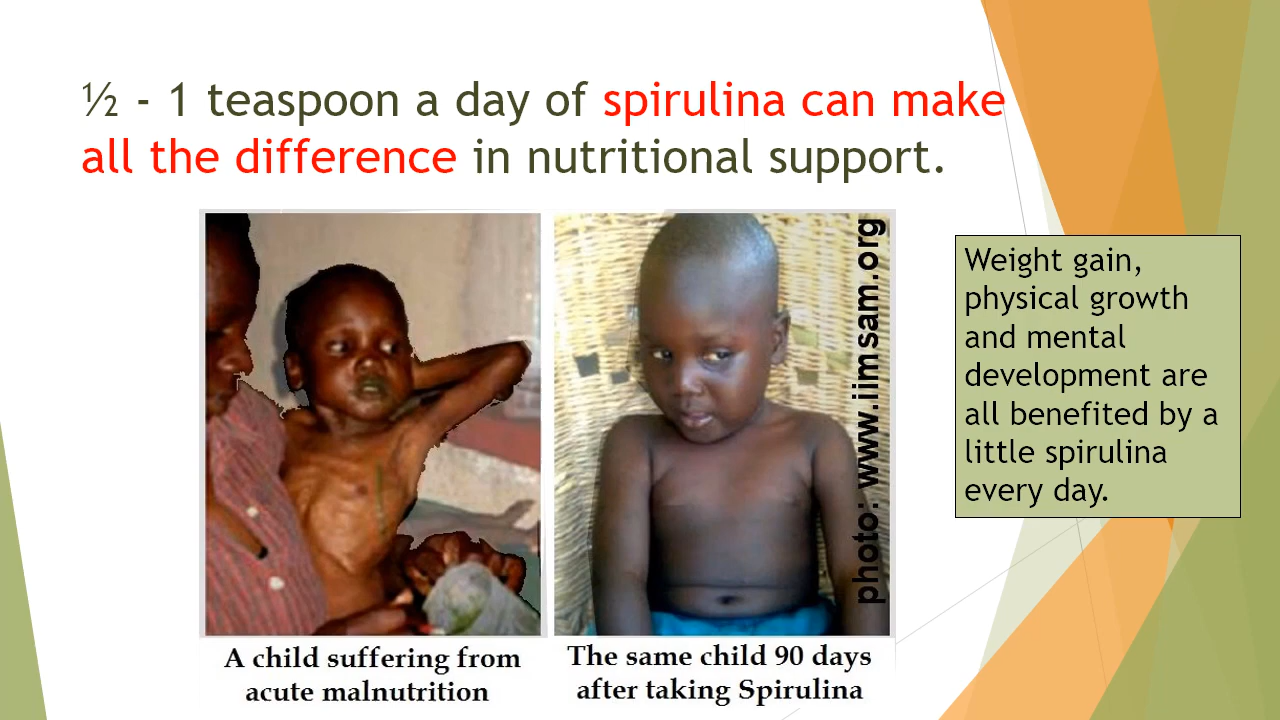 ½ - 1 teaspoon a day of spirulina can make
all the difference in nutritional support.
photo: www.iimsam.org
Weight gain,
physical growth
and mental
development are
all benefited by a
little spirulina
every day.
A child suffering from
acute malnutrition
The same child 90 days
after taking Spirulina